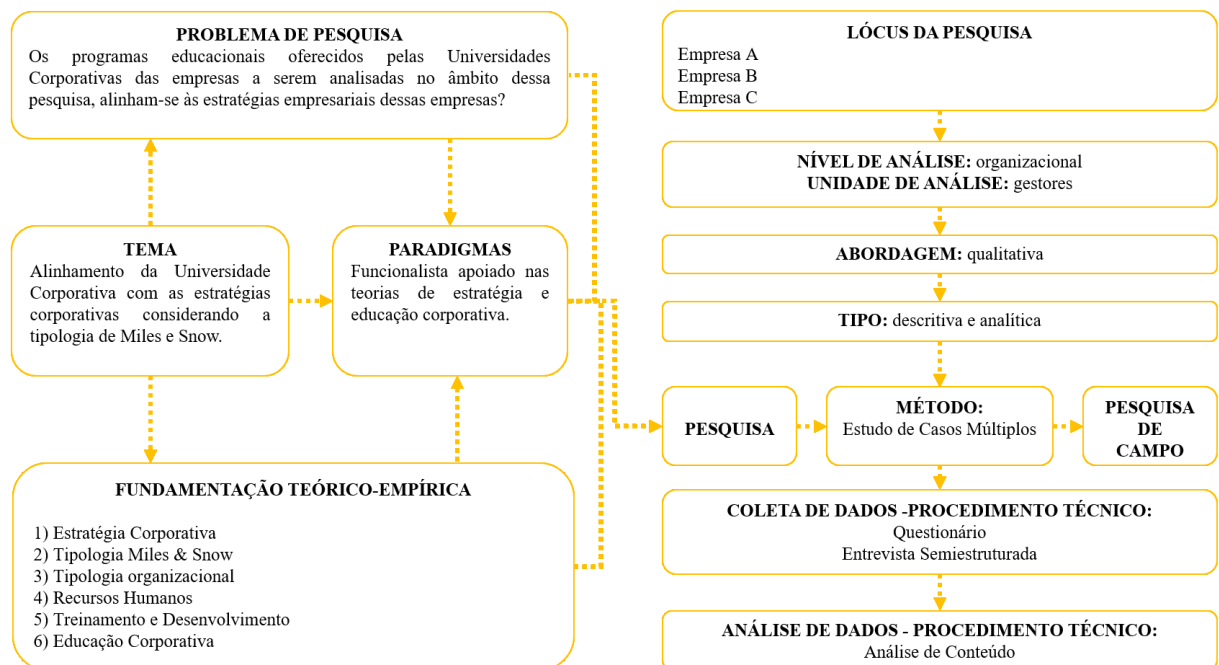 PROBLEMA DE PESQUISA
Os programas educacionais oferecidos pelas Universidades
Corporativas das empresas a serem analisadas no âmbito dessa
pesquisa, alinham-se às estratégias empresariais dessas empresas?
TEMA
Alinhamento da Universidade
Corporativa com as estratégias
corporativas considerando a
tipologia de Miles e Snow.
PARADIGMAS
Funcionalista apoiado nas
teorias de estratégia e
educação corporativa.
FUNDAMENTAÇÃO TEÓRICO-EMPÍRICA
1) Estratégia Corporativa
2) Tipologia Miles & Snow
3) Tipologia organizacional
4) Recursos Humanos
5) Treinamento e Desenvolvimento
6) Educação Corporativa
LÓCUS DA PESQUISA
Empresa A
Empresa B
Empresa C
NÍVEL DE ANÁLISE: organizacional
UNIDADE DE ANÁLISE: gestores
ABORDAGEM: qualitativa
TIPO: descritiva e analítica
PESQUISA
MÉTODO:
Estudo de Casos Múltiplos
PESQUISA
DE
CAMPO
COLETA DE DADOS -PROCEDIMENTO TÉCNICO:
Questionário
Entrevista Semiestruturada
ANÁLISE DE DADOS - PROCEDIMENTO TÉCNICO:
Análise de Conteúdo